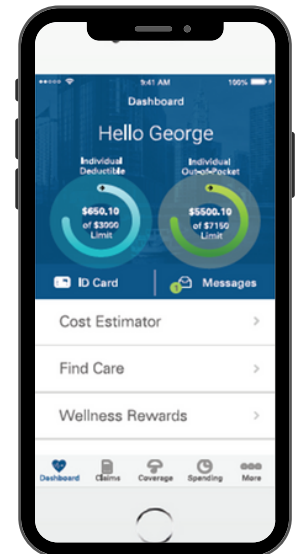 9:41 AM 100%
Dashboard
Hello George
Individual
Deductible
$650.10
of $3000
Limit
Individual
Out-of-Pocket
$5500.10
of $7150
Limit
ID Card
1
Messages
Cost Estimator
Find Care
Wellness Rewards
Dashboard Claims Coverage Spending More